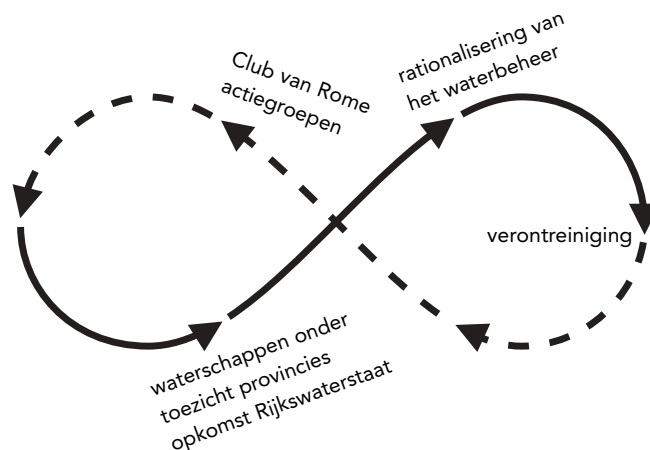 Club van Rome
actiegroepen
rationalisering van
het waterbeheer
verontreiniging
waterschappen onder
toezicht provincies
opkomst Rijkswaterstaat